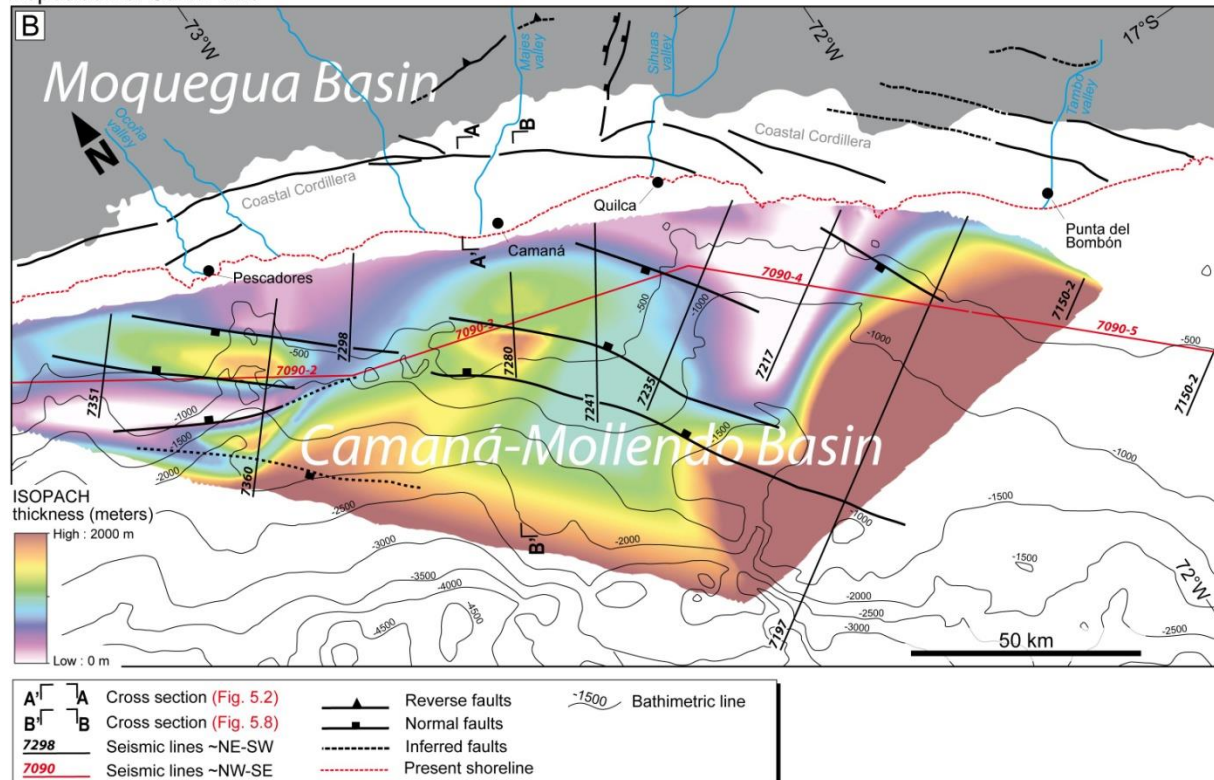 B
73°W
72°W
17°S
Moquegua Basin
Majes
valley
Sihuas
valley
Tambo
valley
Ocoña
valley
N
A
B
Coastal Cordillera
Coastal Cordillera
Quilca
Punta del
Bombón
Camaná
A'
Pescadores
7090-4
7150-2
7090-5
-500
-1000
-500
7298
7090-3
7280
7090-2
-500
7351
7217
-1000
7235
7241
7150-2
-1000
-1500
-1500
-2000
7360
Camaná-Mollendo Basin
-1000
ISOPACH
thickness (meters)
High : 2000 m
Low : 0 m
-2500
-2000
B'
-1000
-1500
-3000
-1500
-3500
-4000
-4500
-4500
-2000
-2500
-3000
-2000
-2500
72°W
7197
50 km
A' A Cross section (Fig. 5.2)
B' B Cross section (Fig. 5.8)
7298 Seismic lines ~NE-SW
7090 Seismic lines ~NW-SE
Reverse faults
Normal faults
Inferred faults
Present shoreline
-1500 Bathimetric line